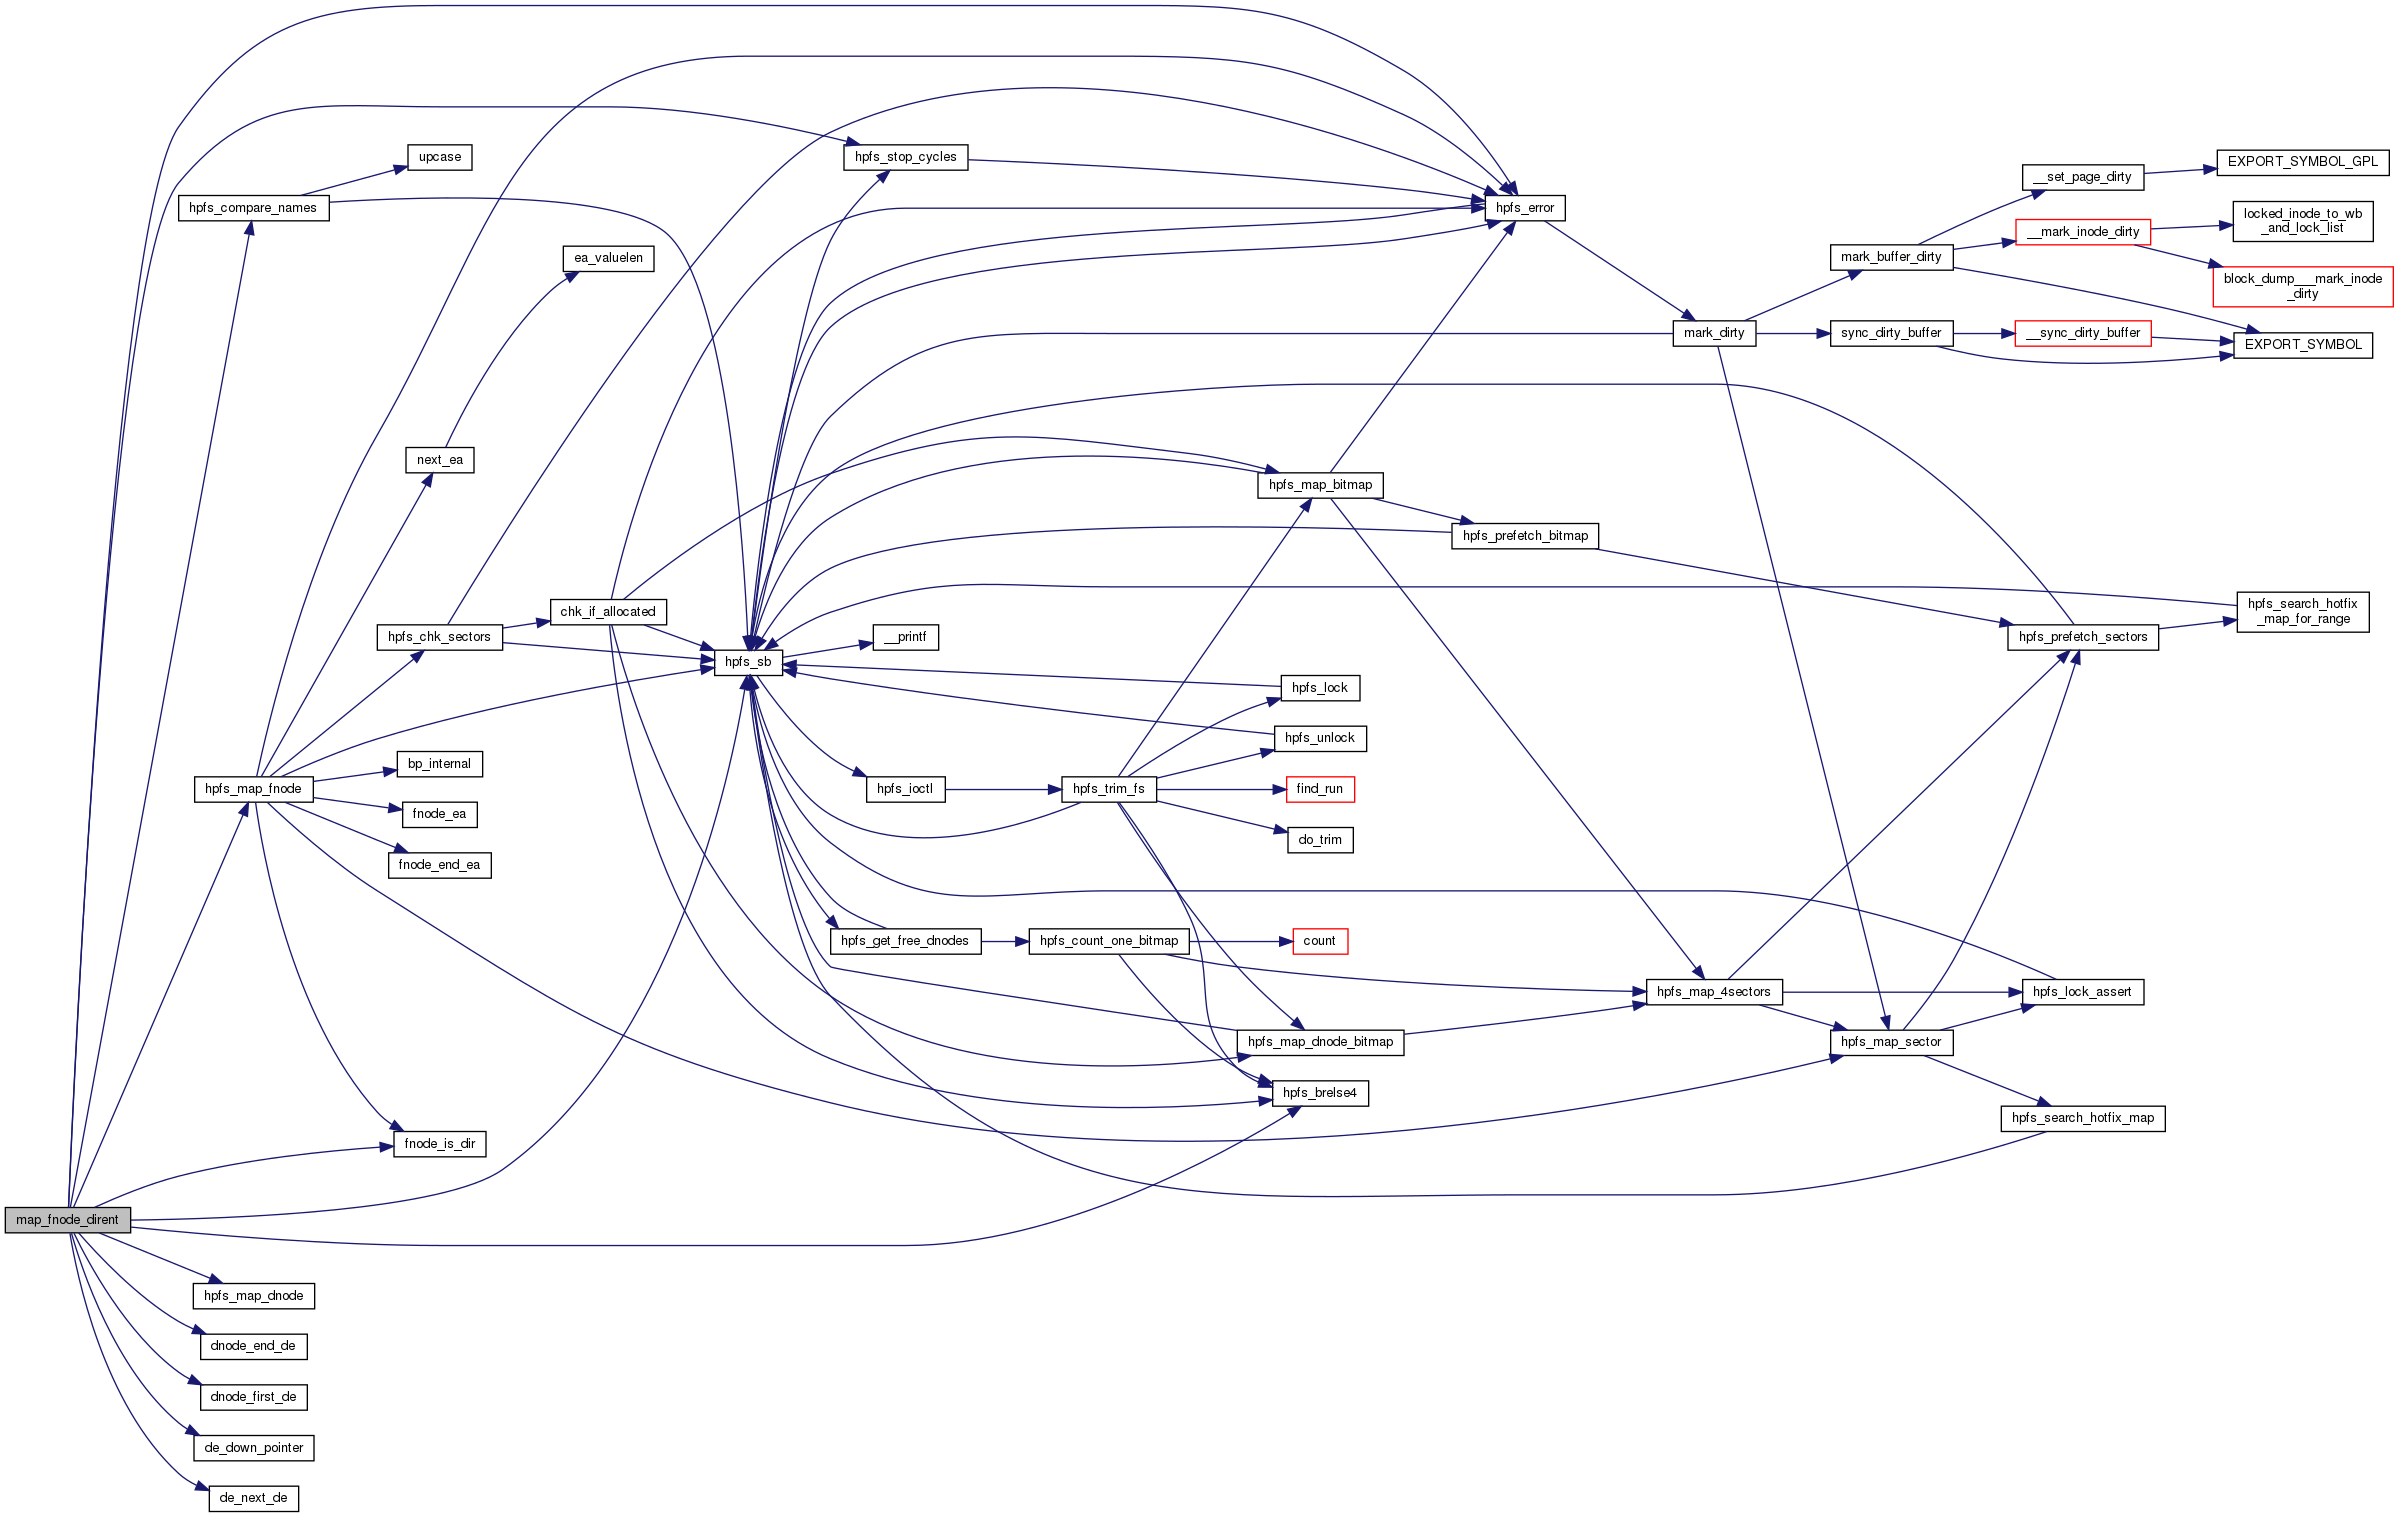 upcase
hpfs_stop_cycles
EXPORT_SYMBOL_GPL
__set_page_dirty
hpfs_compare_names
hpfs_error
locked_inode_to_wb
_and_lock_list
__mark_inode_dirty
ea_valuelen
mark_buffer_dirty
block_dump___mark_inode
_dirty
mark_dirty
sync_dirty_buffer
__sync_dirty_buffer
EXPORT_SYMBOL
next_ea
hpfs_map_bitmap
hpfs_prefetch_bitmap
chk_if_allocated
hpfs_search_hotfix
_map_for_range
hpfs_chk_sectors
__printf
hpfs_prefetch_sectors
hpfs_sb
hpfs_lock
hpfs_unlock
bp_internal
hpfs_map_fnode
hpfs_ioctl
hpfs_trim_fs
find_run
fnode_ea
do_trim
fnode_end_ea
hpfs_get_free_dnodes
hpfs_count_one_bitmap
count
hpfs_map_4sectors
hpfs_lock_assert
hpfs_map_dnode_bitmap
hpfs_map_sector
hpfs_brelse4
hpfs_search_hotfix_map
fnode_is_dir
map_fnode_dirent
hpfs_map_dnode
dnode_end_de
dnode_first_de
de_down_pointer
de_next_de